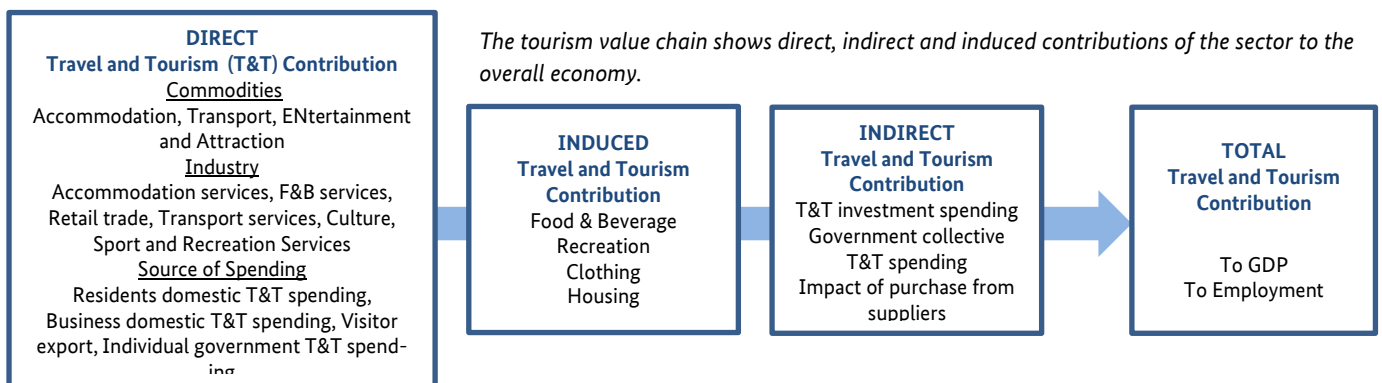 DIRECT
Travel and Tourism (T&T) Contribution
Commodities
Accommodation, Transport, ENtertainment
and Attraction
Industry
Accommodation services, F&B services,
Retail trade, Transport services, Culture,
Sport and Recreation Services
Source of Spending
Residents domestic T&T spending,
Business domestic T&T spending, Visitor
export, Individual government T&T spend-
ing
The tourism value chain shows direct, indirect and induced contributions of the sector to the
overall economy.
INDUCED
Travel and Tourism
Contribution
Food & Beverage
Recreation
Clothing
Housing
INDIRECT
Travel and Tourism
Contribution
T&T investment spending
Government collective
T&T spending
Impact of purchase from
suppliers
TOTAL
Travel and Tourism
Contribution
To GDP
To Employment